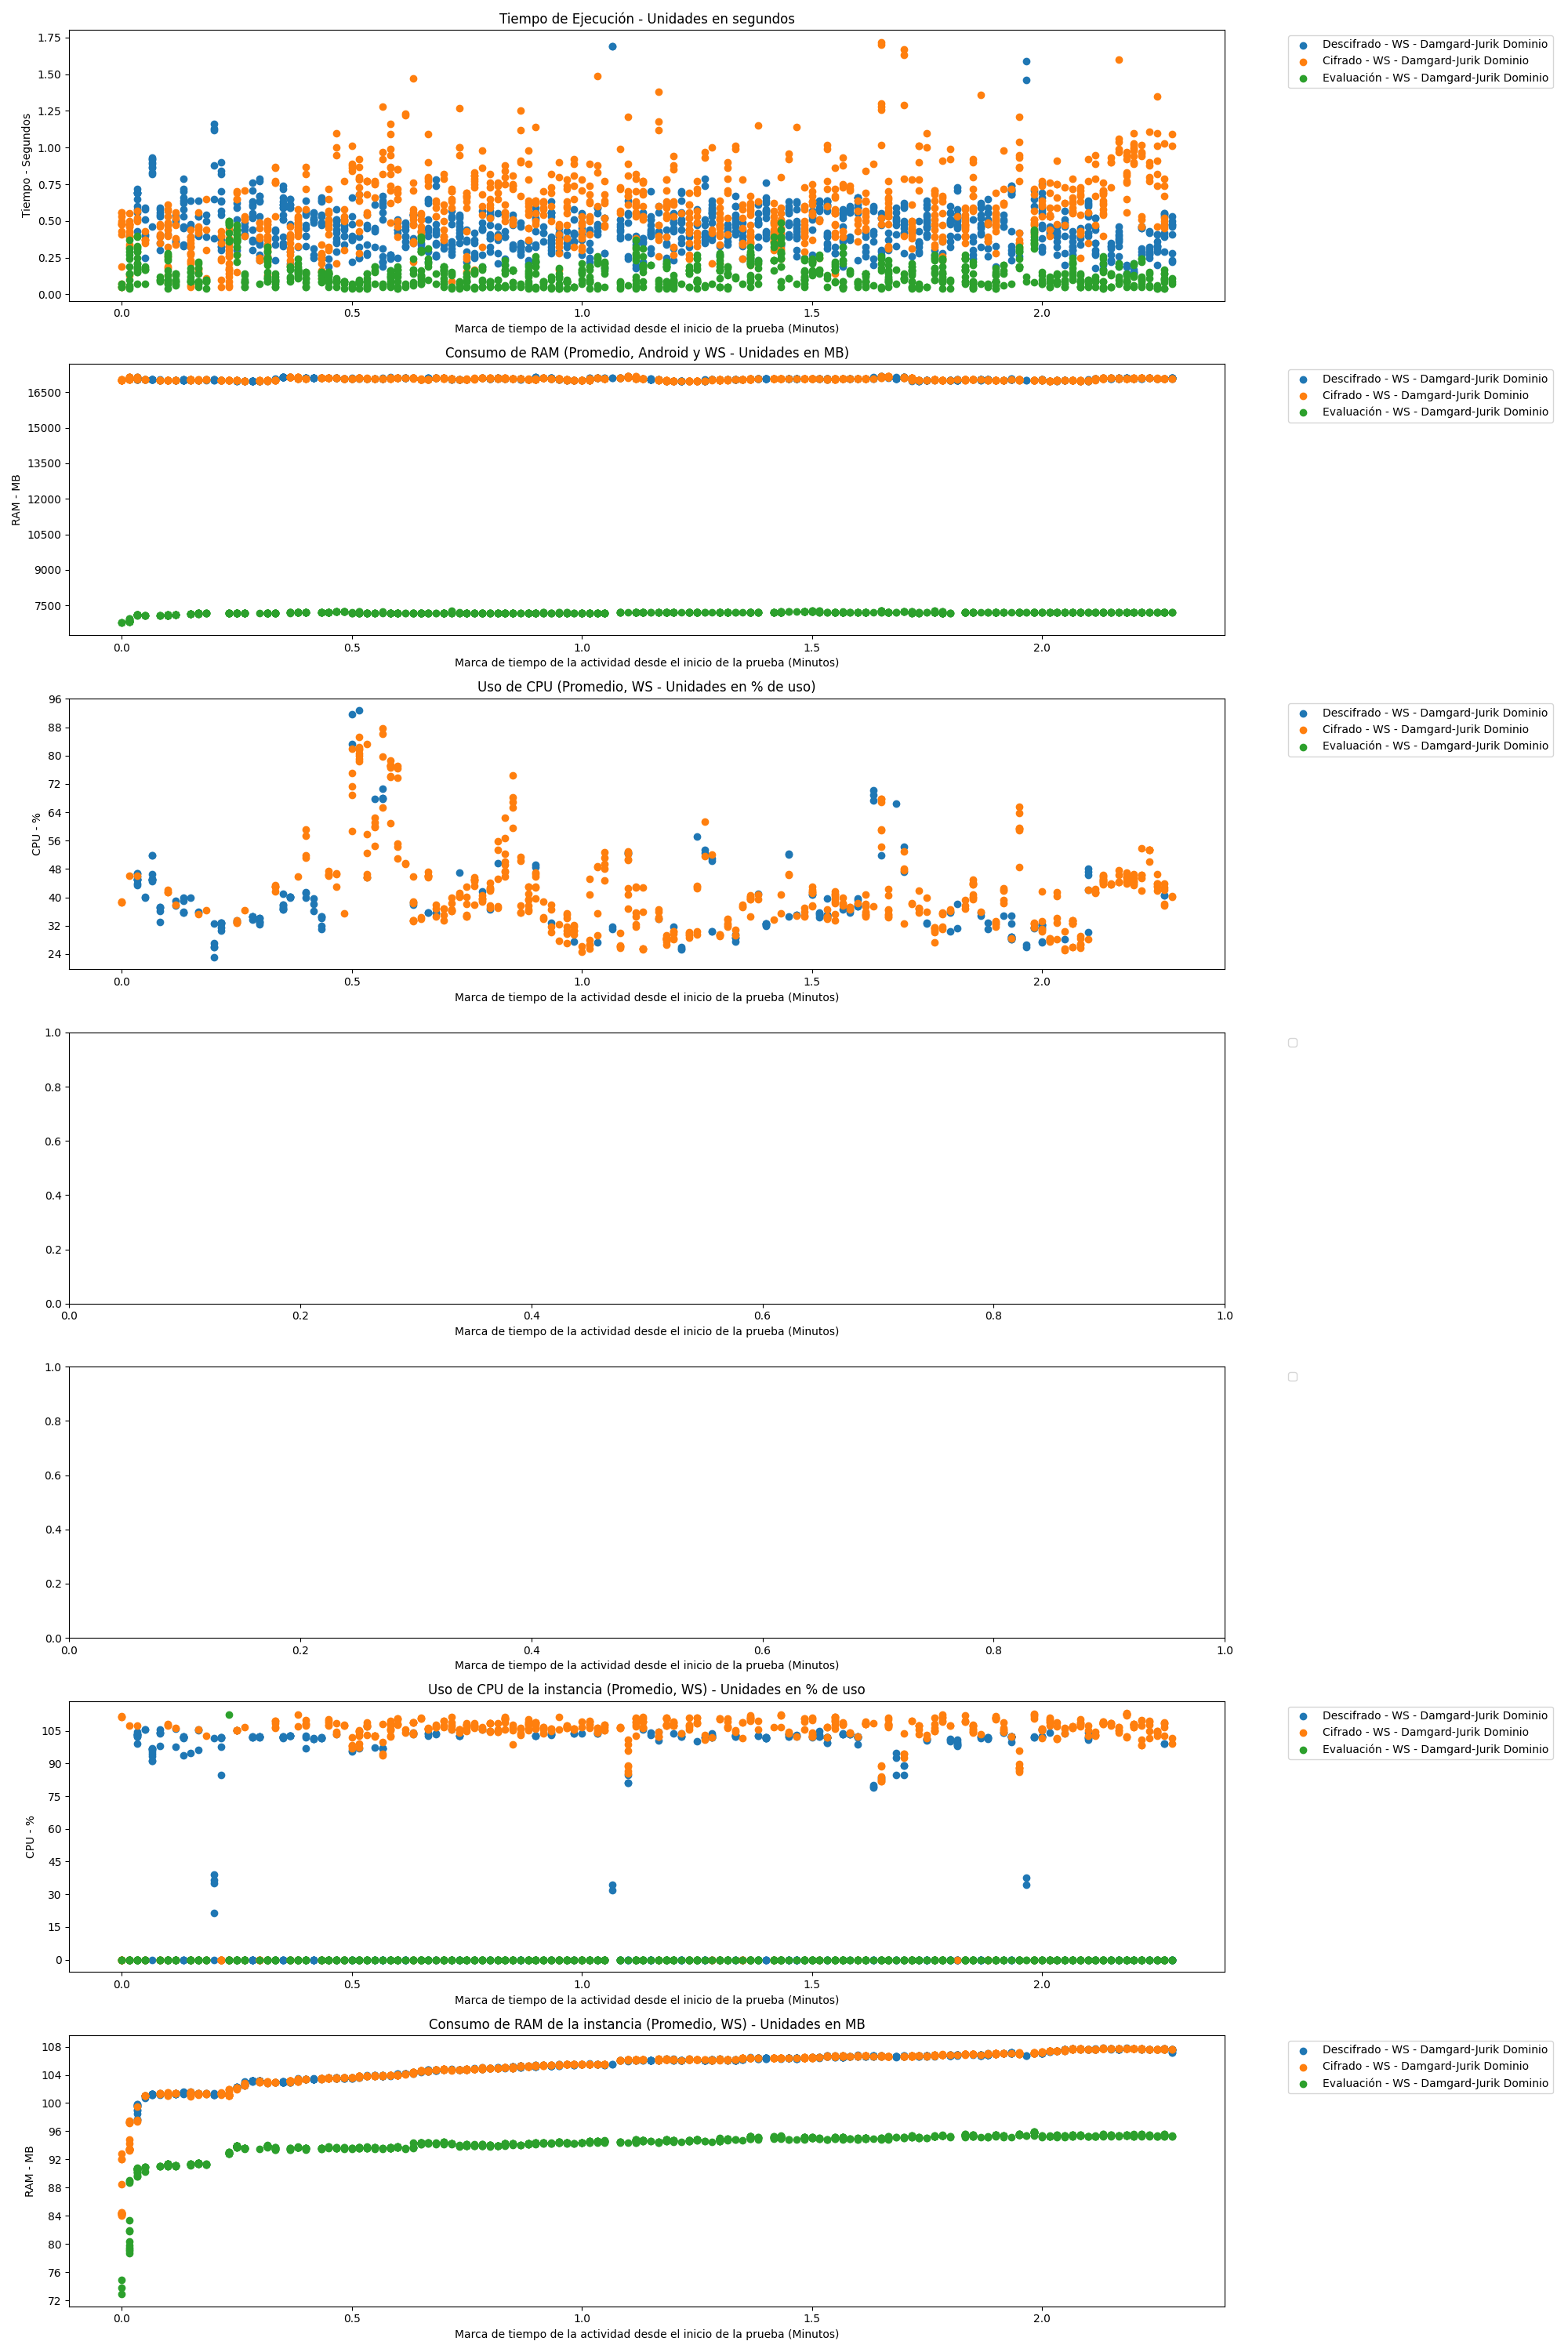 Tiempo de Ejecución - Unidades en segundos
Tiempo - Segundos
1.75
1.50
1.25
1.00
0.75
0.50
0.25
0.00
0.0 0.5 1.0 1.5 2.0
Marca de tiempo de la actividad desde el inicio de la prueba (Minutos)
Descifrado - WS - Damgard-Jurik Dominio
Cifrado - WS - Damgard-Jurik Dominio
Evaluación - WS - Damgard-Jurik Dominio
Consumo de RAM (Promedio, Android y WS - Unidades en MB)
RAM - MB
16500
15000
13500
12000
10500
9000
7500
0.0 0.5 1.0 1.5 2.0
Marca de tiempo de la actividad desde el inicio de la prueba (Minutos)
Descifrado - WS - Damgard-Jurik Dominio
Cifrado - WS - Damgard-Jurik Dominio
Evaluación - WS - Damgard-Jurik Dominio
Uso de CPU (Promedio, WS - Unidades en % de uso)
CPU - %
96
88
80
72
64
56
48
40
32
24
0.0 0.5 1.0 1.5 2.0
Marca de tiempo de la actividad desde el inicio de la prueba (Minutos)
Descifrado - WS - Damgard-Jurik Dominio
Cifrado - WS - Damgard-Jurik Dominio
Evaluación - WS - Damgard-Jurik Dominio
1.0
0.8
0.6
0.4
0.2
0.0
0.0 0.2 0.4 0.6 0.8 1.0
Marca de tiempo de la actividad desde el inicio de la prueba (Minutos)
1.0
0.8
0.6
0.4
0.2
0.0
0.0 0.2 0.4 0.6 0.8 1.0
Marca de tiempo de la actividad desde el inicio de la prueba (Minutos)
Uso de CPU de la instancia (Promedio, WS) - Unidades en % de uso
CPU - %
105
90
75
60
45
30
15
0
0.0 0.5 1.0 1.5 2.0
Marca de tiempo de la actividad desde el inicio de la prueba (Minutos)
Descifrado - WS - Damgard-Jurik Dominio
Cifrado - WS - Damgard-Jurik Dominio
Evaluación - WS - Damgard-Jurik Dominio
Consumo de RAM de la instancia (Promedio, WS) - Unidades en MB
RAM - MB
108
104
100
96
92
88
84
80
76
72
0.0 0.5 1.0 1.5 2.0
Marca de tiempo de la actividad desde el inicio de la prueba (Minutos)
Descifrado - WS - Damgard-Jurik Dominio
Cifrado - WS - Damgard-Jurik Dominio
Evaluación - WS - Damgard-Jurik Dominio